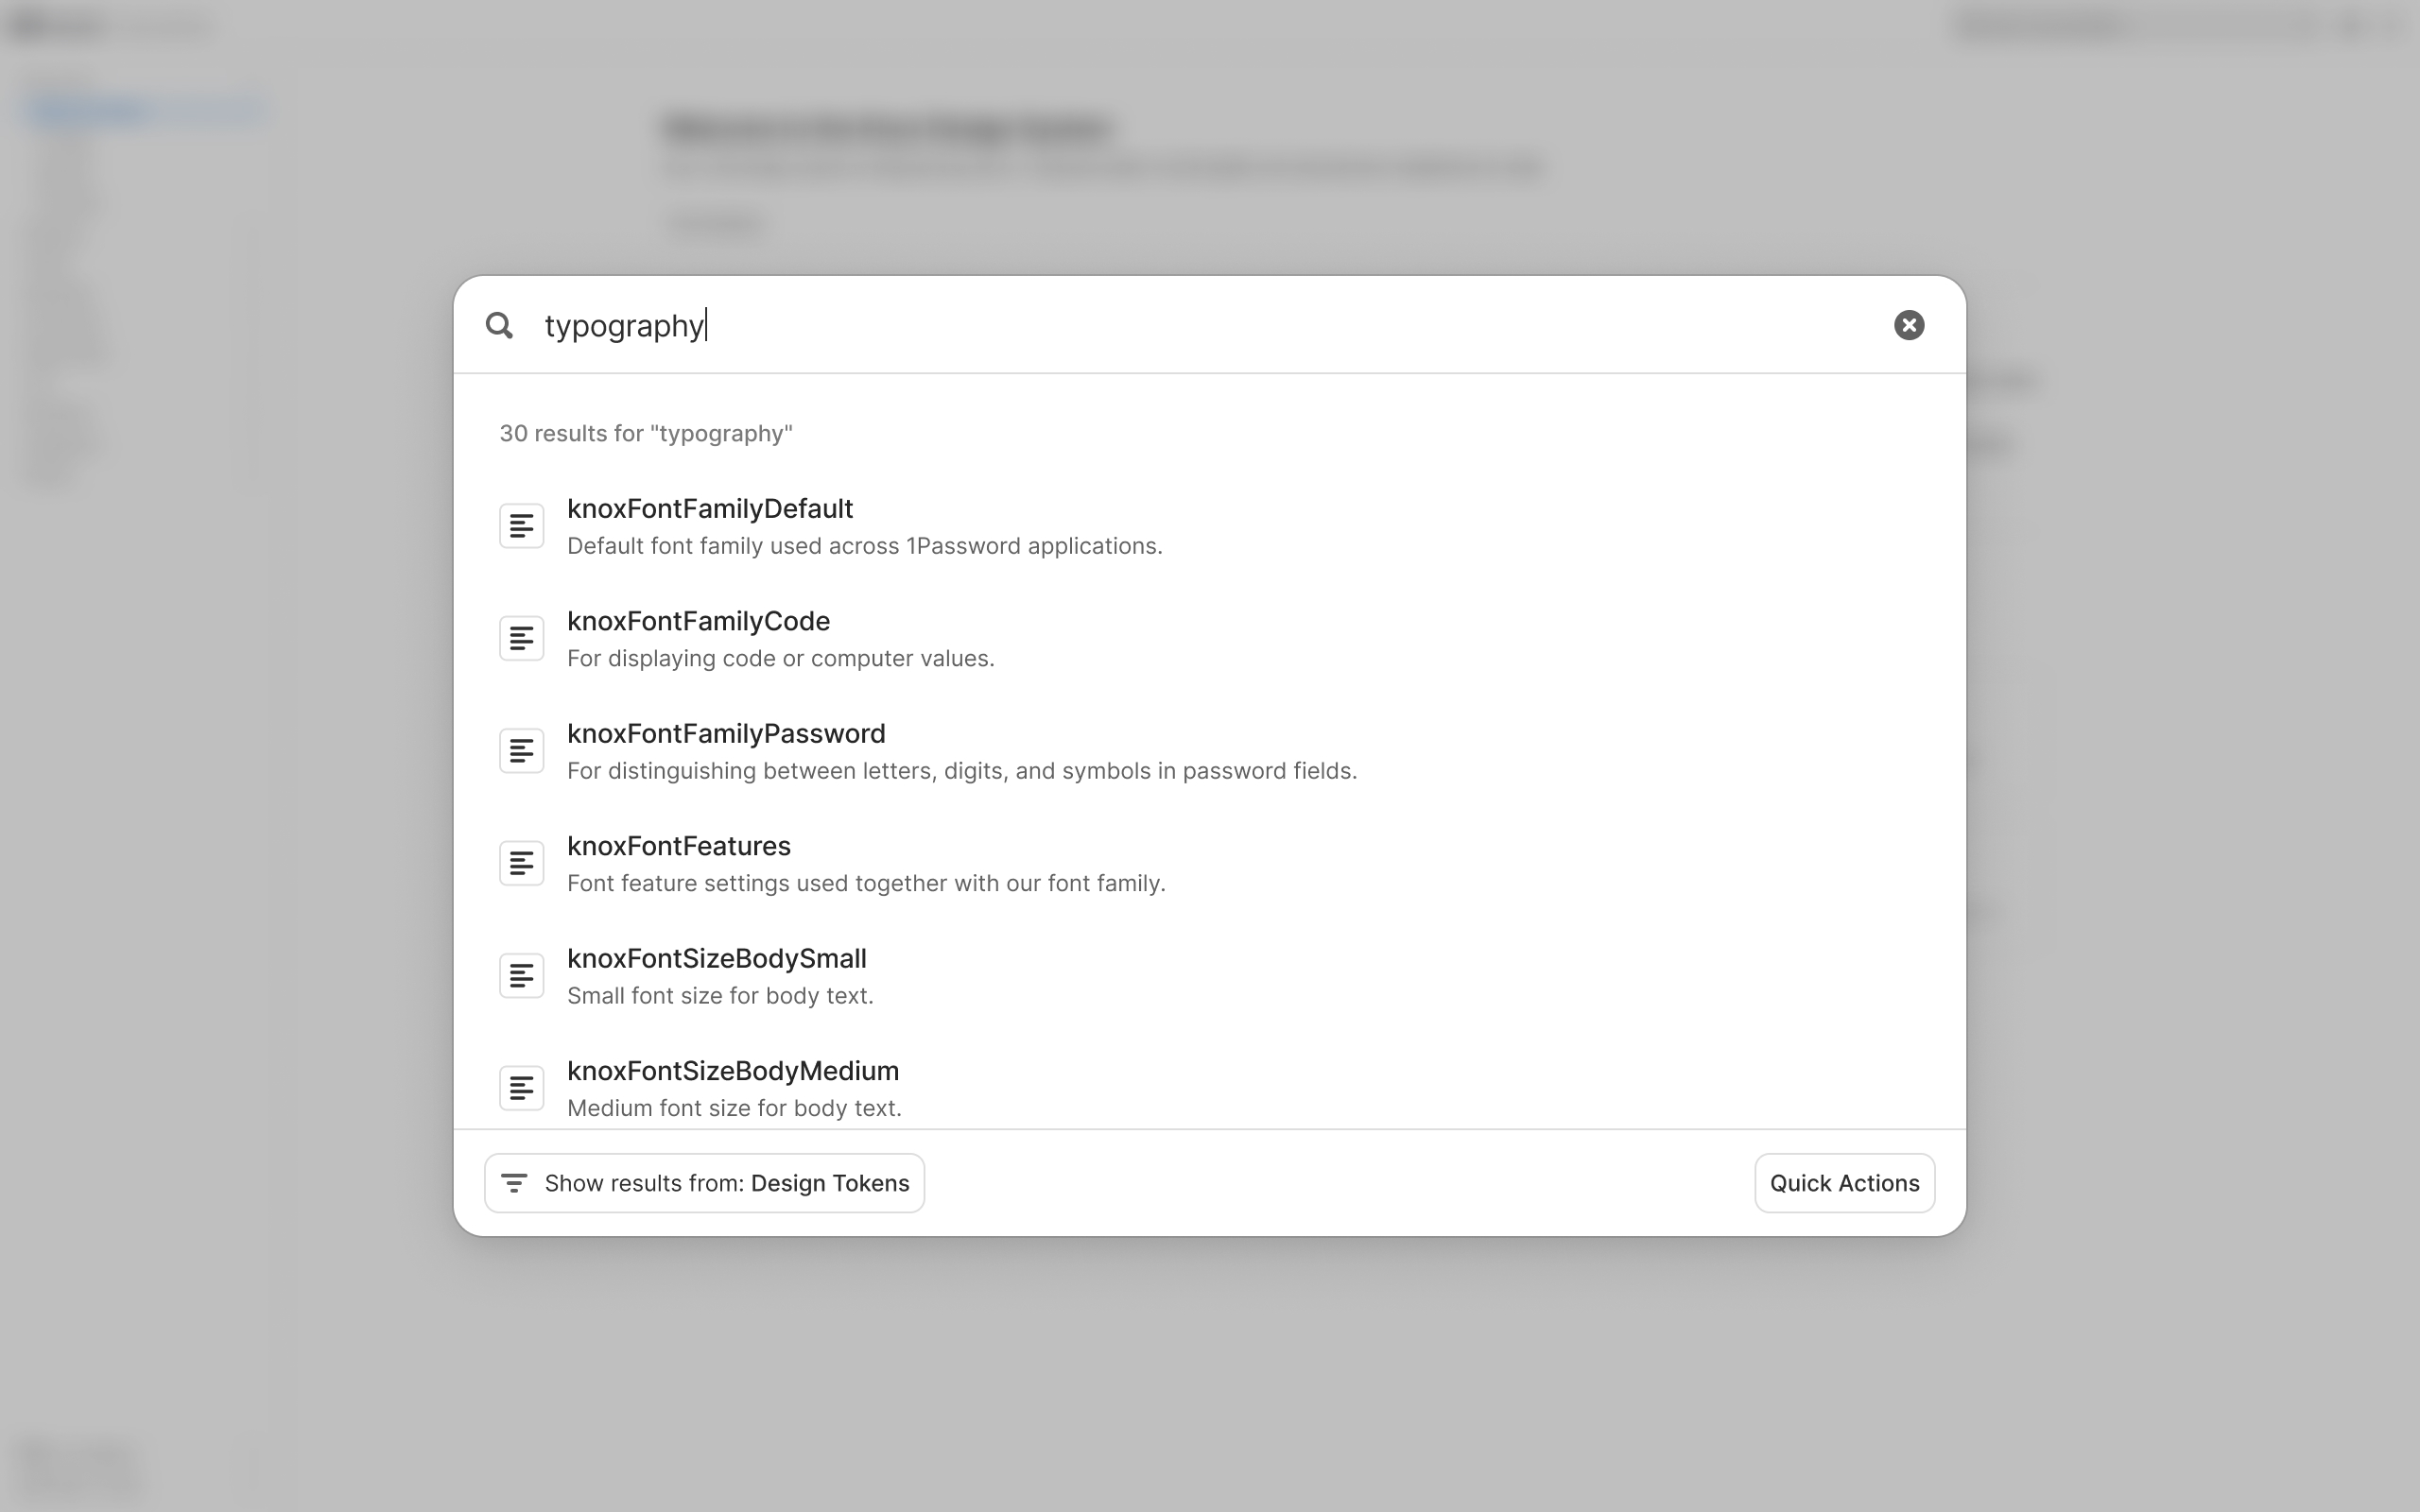 typography
30 results for "typography"
knoxFontFamilyDefault
Default font family used across 1Password applications.
knoxFontFamilyCode
For displaying code or computer values.
knoxFontFamilyPassword
For distinguishing between letters, digits, and symbols in password fields.
knoxFontFeatures
Font feature settings used together with our font family.
knoxFontSizeBodySmall
Small font size for body text.
knoxFontSizeBodyMedium
Medium font size for body text.
Show results from: Design Tokens
Quick Actions